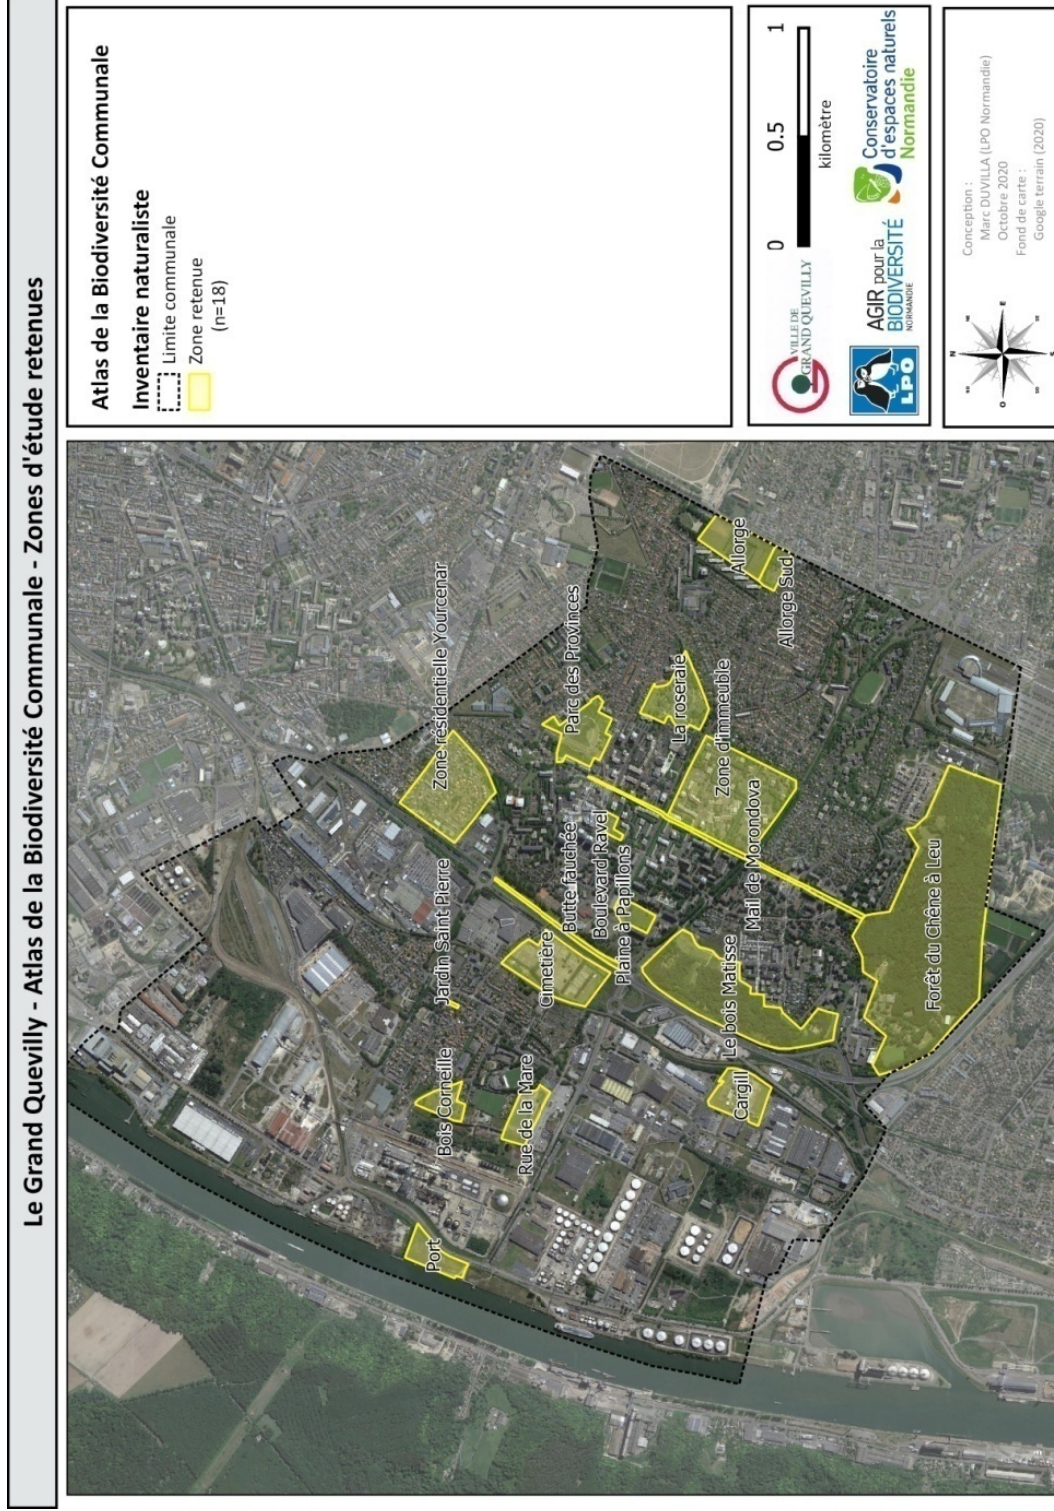 Le Grand Quevilly - Atlas de la Biodiversité Communale - Zones d'étude retenues
Atlas de la Biodiversité Communale
Inventaire naturaliste
Limite communale
Zone retenue
(n=18)
0 0.5 1
kilomètre
VILLE DE
GRAND QUEVILLY
LPO
AGIR pour la
BIODIVERSITÉ
NORMANDIE
Conservatoire
d'espaces naturels
Normandie
N
O
E
S
Conception :
Marc DUVILLA (LPO Normandie)
Octobre 2020
Fond de carte :
Google terrain (2020)
Port
Bois Corneille
Rue de la Mare
Jardin Saint Pierre
Cimetière
Zone résidentielle Yourcenar
Butte fauchée
Boulevard Ravel
Plaine à Papillons
Parc des Provinces
La roseraie
Zone d'immeuble
Mail de Morondova
Le bois Matisse
Cargill
Allorge
Allorge Sud
Forêt du Chêne à Leu